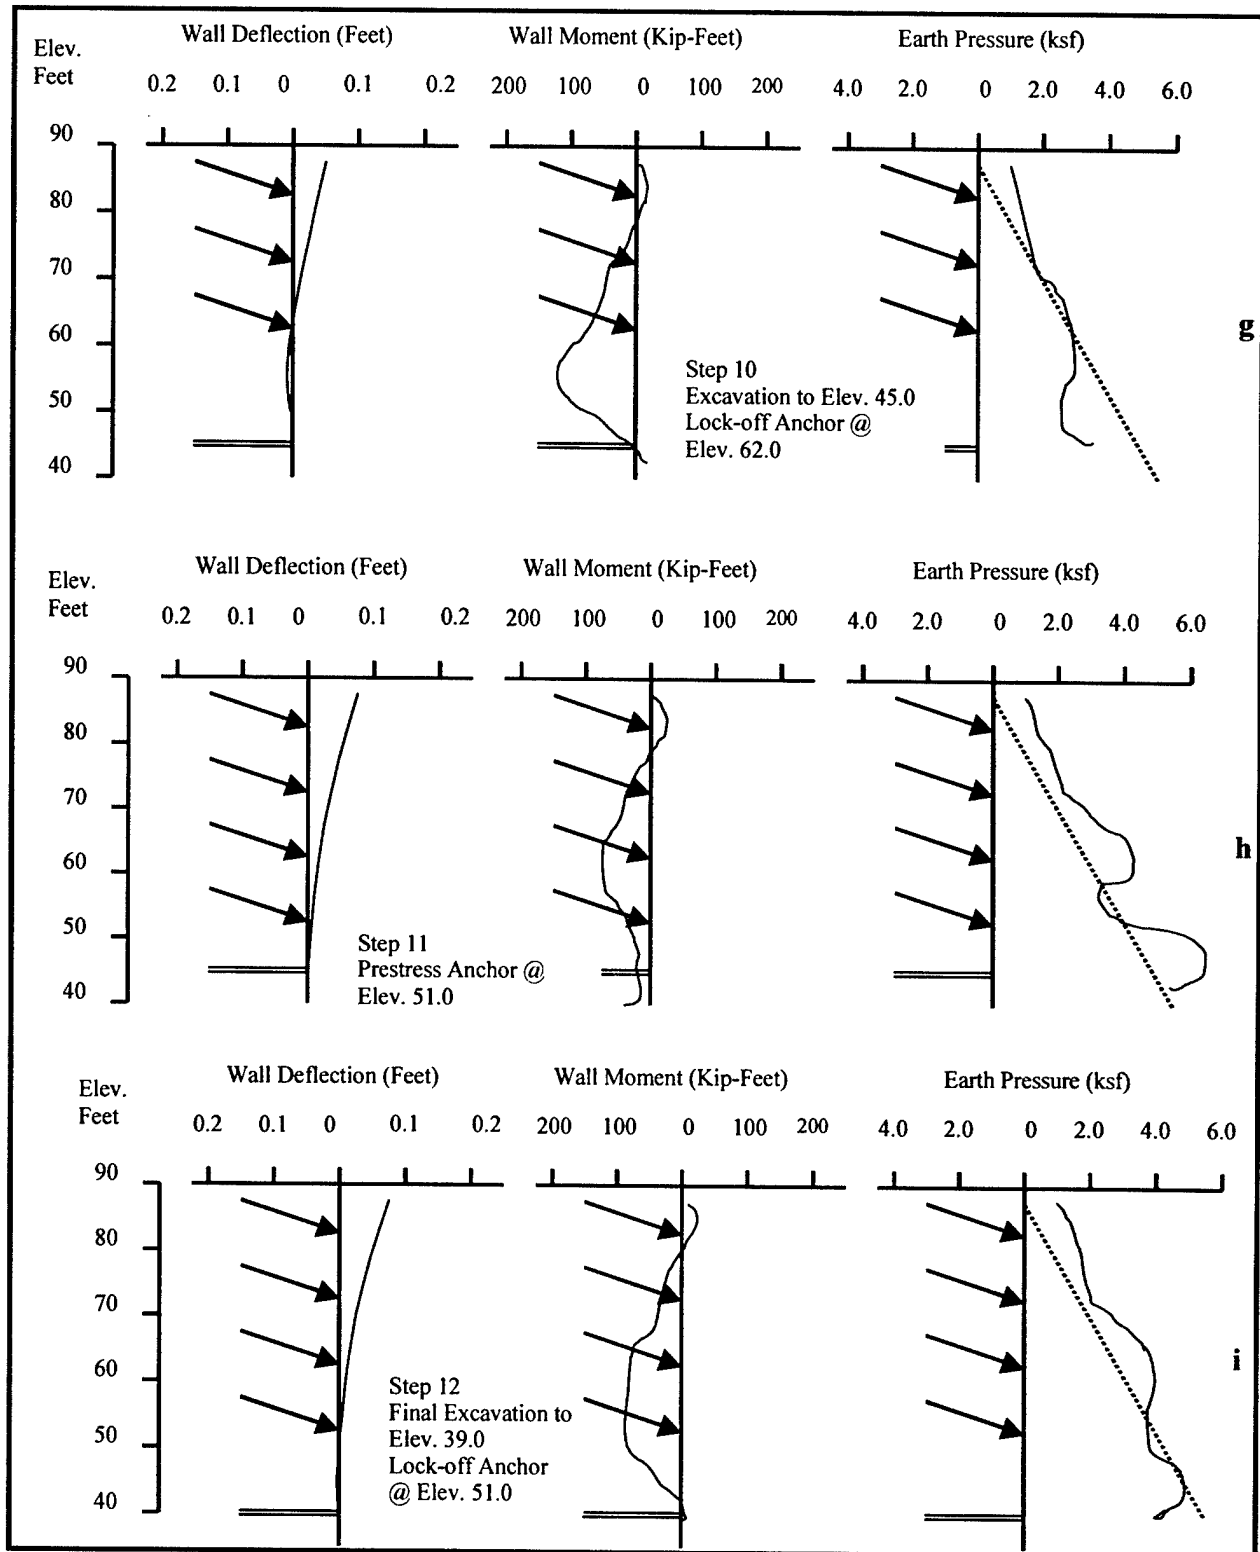 Wall Deflection (Feet) Wall Moment (Kip-Feet) Earth Pressure (ksf)
Elev.
Feet
0.2 0.1 0 0.1 0.2 200 100 0 100 200 4.0 2.0 0 2.0 4.0 6.0
90
80
70
60
50
40
Step 10
Excavation to Elev. 45.0
Lock-off Anchor @
Elev. 62.0
g
Wall Deflection (Feet) Wall Moment (Kip-Feet) Earth Pressure (ksf)
Elev.
Feet
0.2 0.1 0 0.1 0.2 200 100 0 100 200 4.0 2.0 0 2.0 4.0 6.0
90
80
70
60
50
40
Step 11
Prestress Anchor @
Elev. 51.0
h
Wall Deflection (Feet) Wall Moment (Kip-Feet) Earth Pressure (ksf)
Elev.
Feet
0.2 0.1 0 0.1 0.2 200 100 0 100 200 4.0 2.0 0 2.0 4.0 6.0
90
80
70
60
50
40
Step 12
Final Excavation to
Elev. 39.0
Lock-off Anchor
@ Elev. 51.0
i